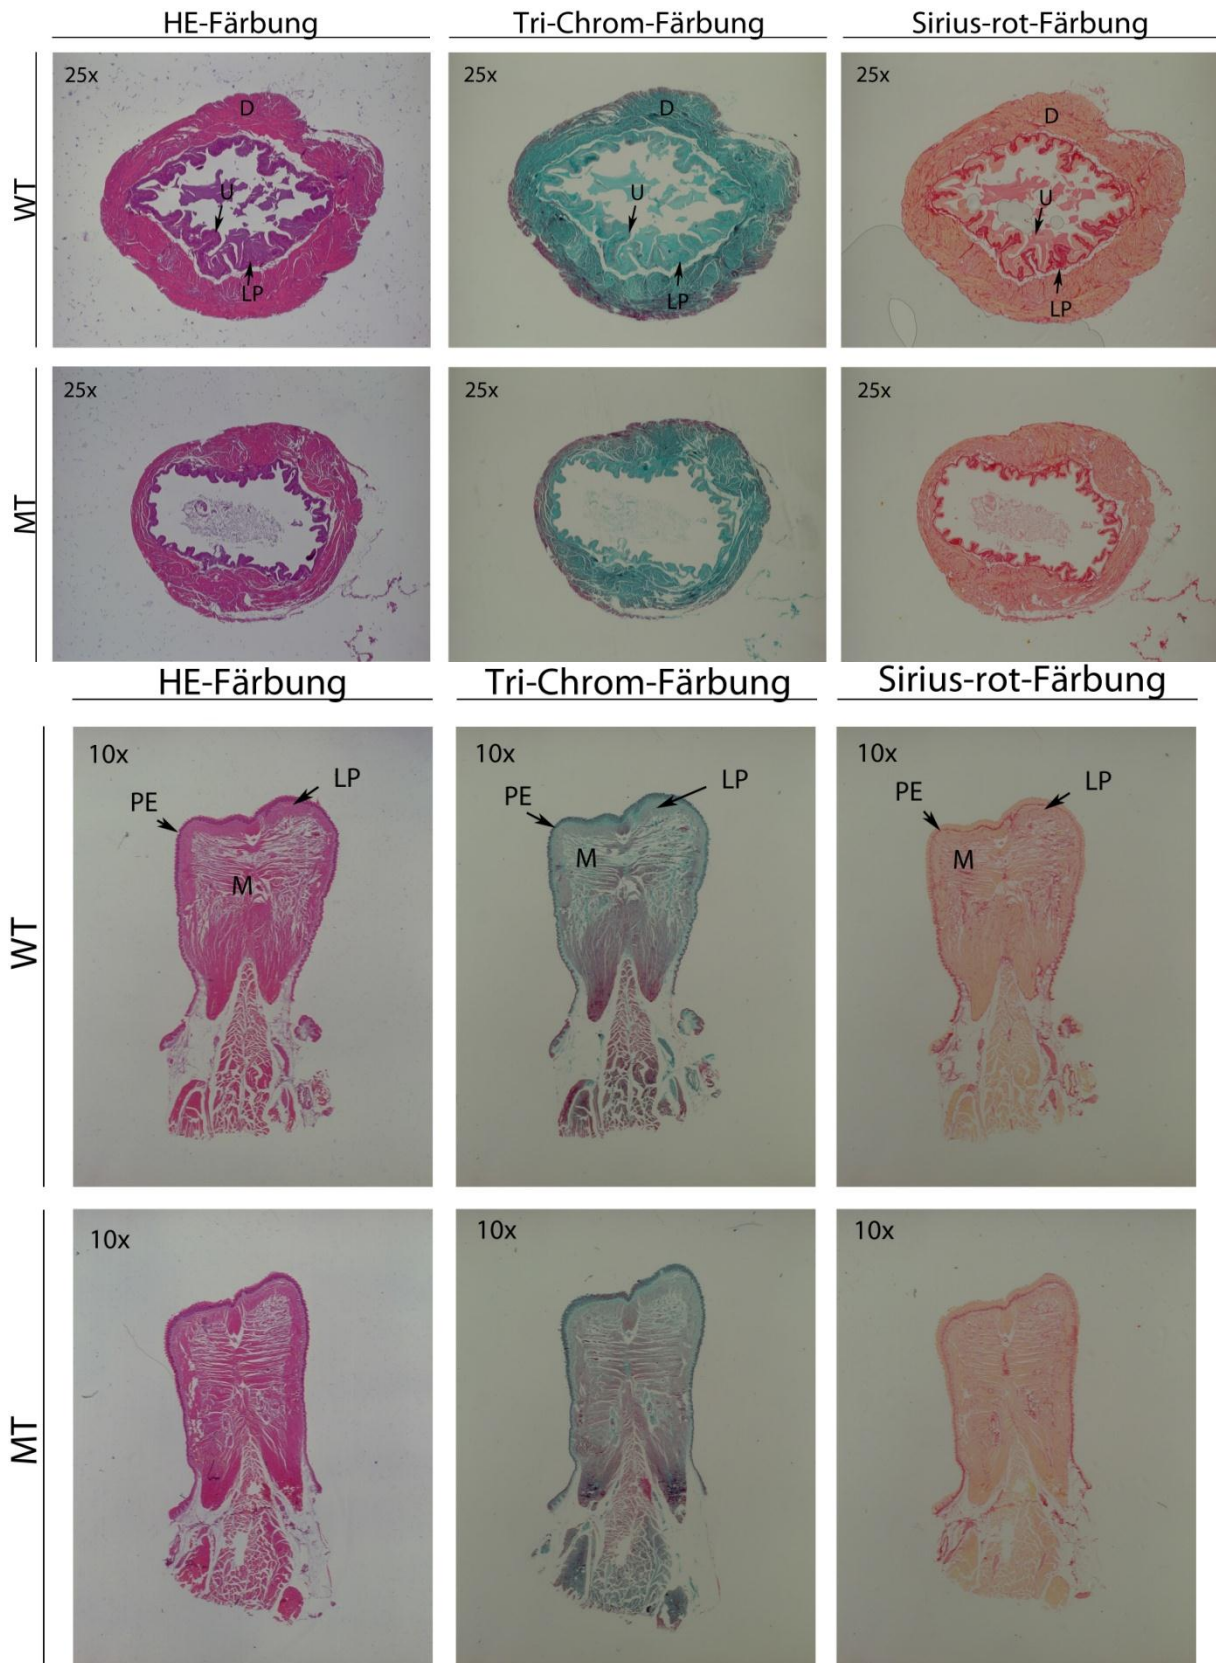 HE-Färbung Tri-Chrom-Färbung Sirius-rot-Färbung
WT
25x 25x 25x
D D D
U U U
LP LP LP
MT
25x 25x 25x
HE-Färbung Tri-Chrom-Färbung Sirius-rot-Färbung
WT
10x 10x 10x
PE LP PE LP PE LP
M M M
MT
10x 10x 10x